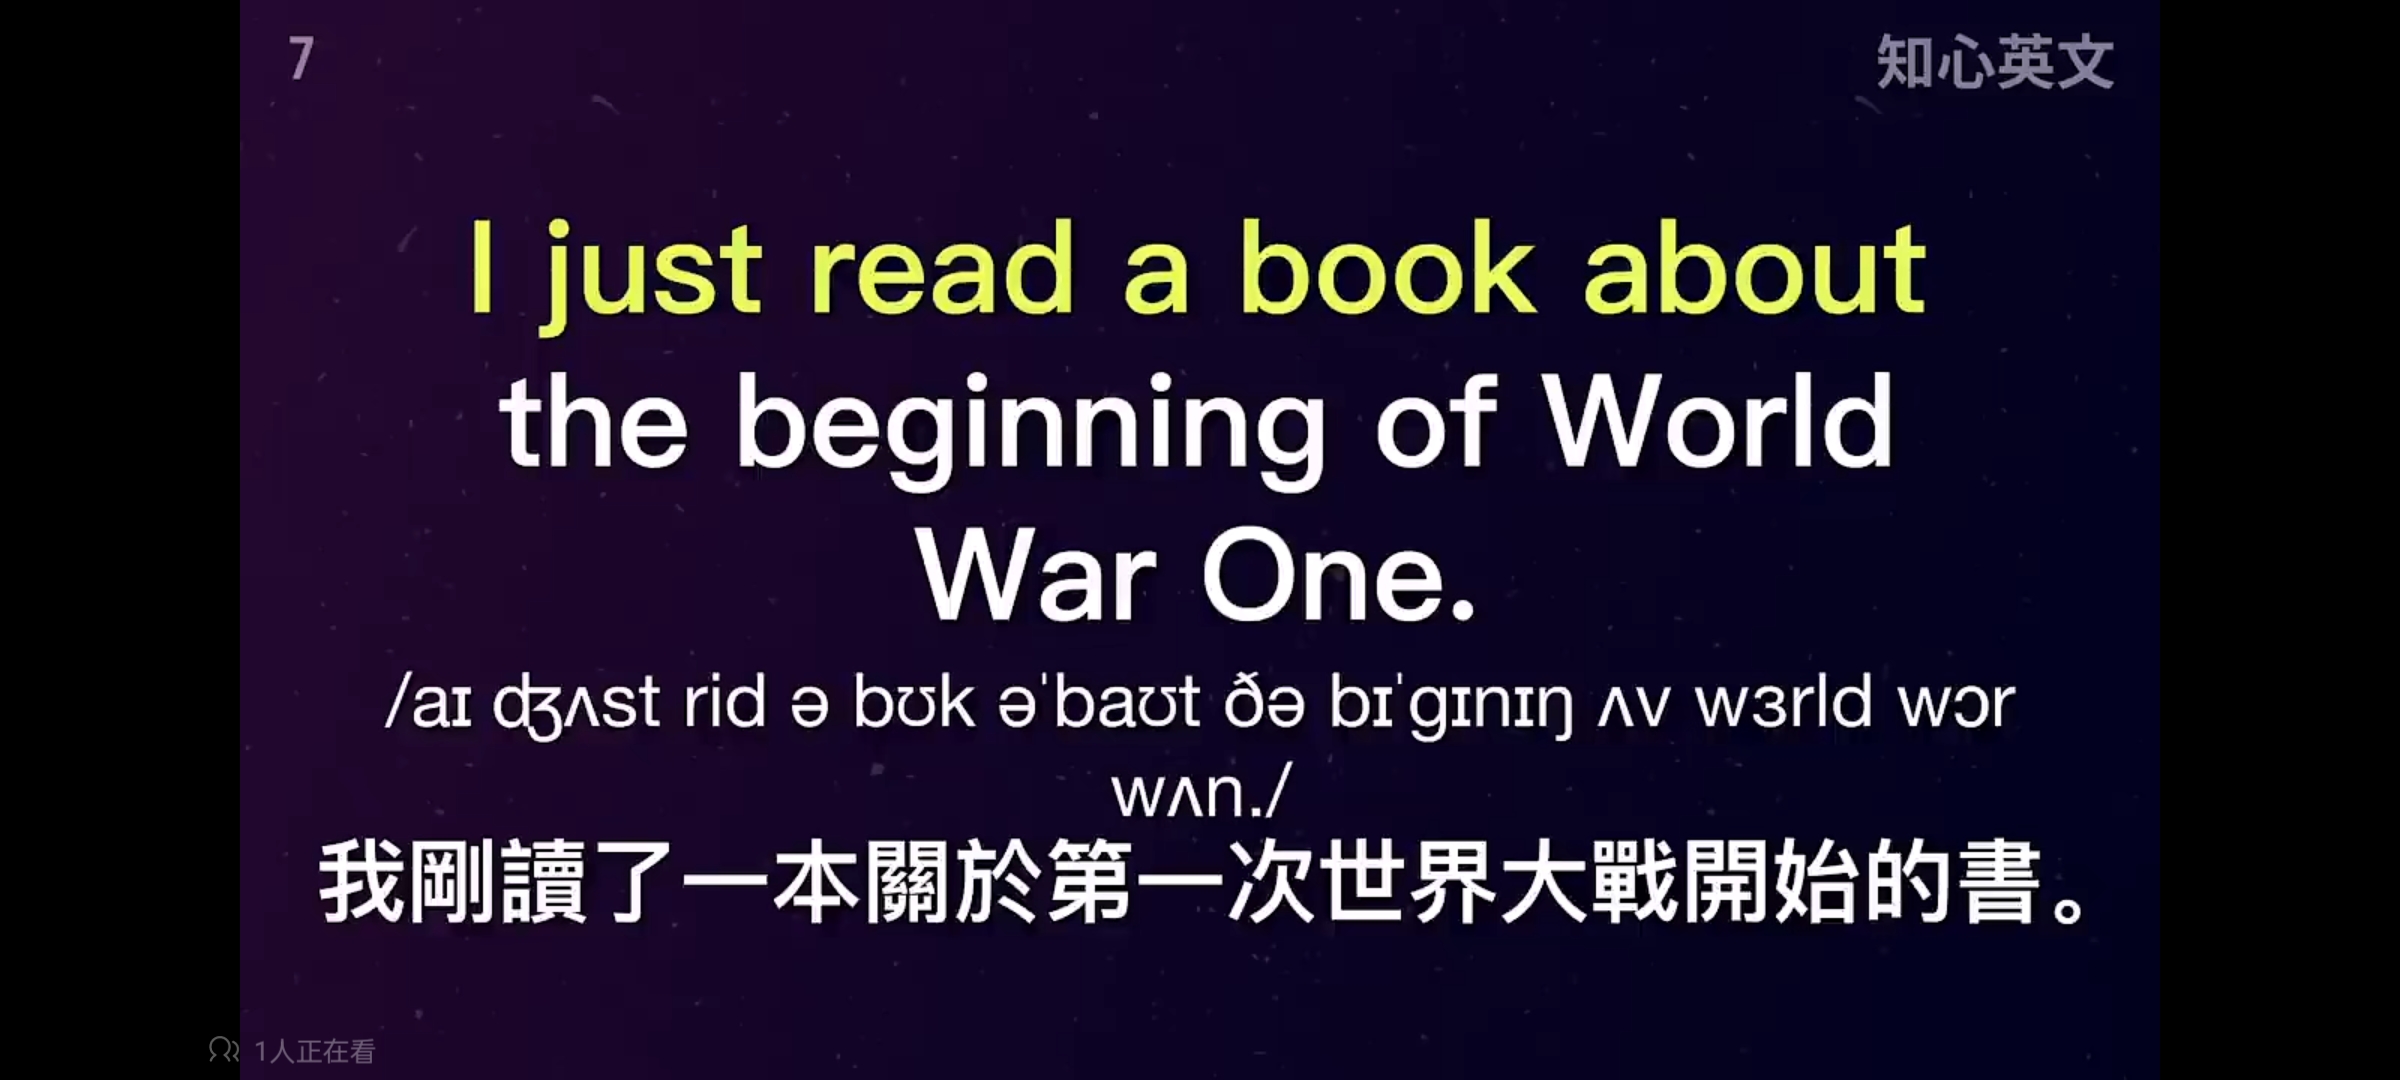 7
知心英文
I just read a book about
the beginning of World
War One.
/aɪ ʤʌst rid ə bʊk əˈbaʊt ðə bɪˈgɪnɪŋ ʌv wɜrld wɔr
wʌn./
我剛讀了一本關於第一次世界大戰開始的書。
1人正在看